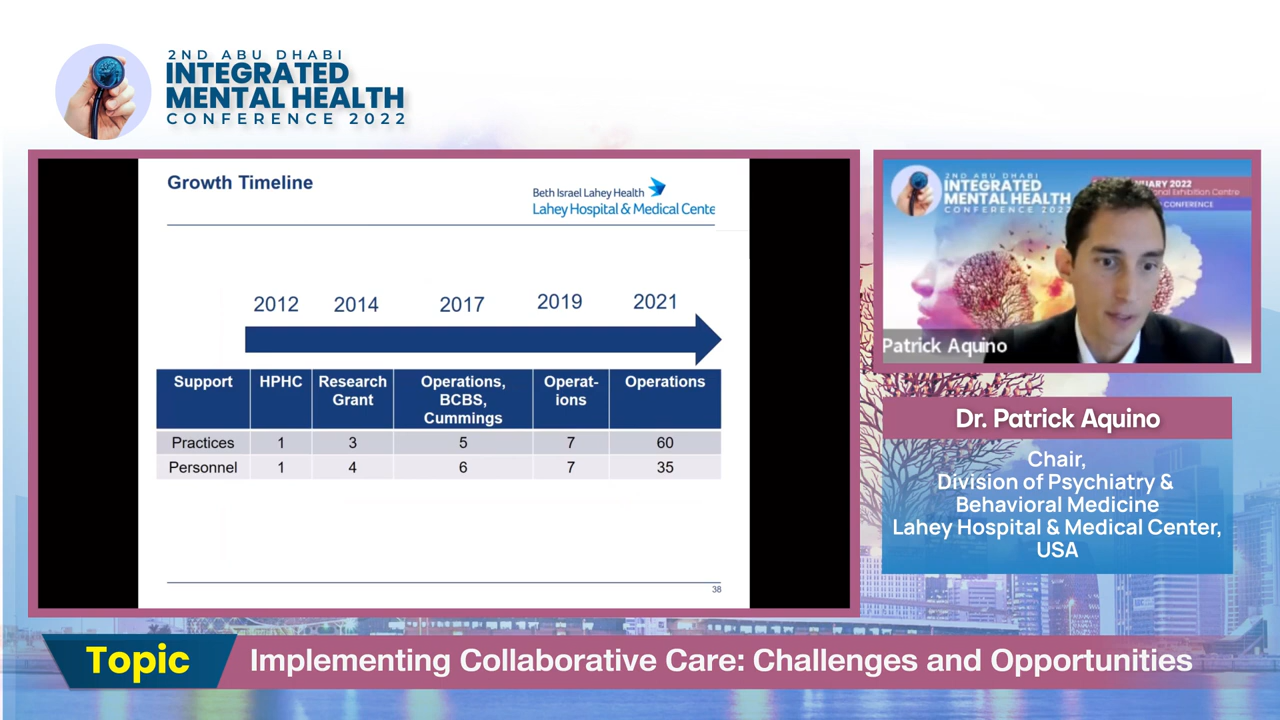 2ND ABU DHABI
INTEGRATED
MENTAL HEALTH
CONFERENCE 2022
Growth Timeline
Beth Israel Lahey Health
Lahey Hospital & Medical Cente
2012 2014 2017 2019 2021
Support HPHC Research Grant Operations, BCBS, Cummings Operat-ions Operations
Practices 1 3 5 7 60
Personnel 1 4 6 7 35
38
2ND ABU DHABI
INTEGRATED
MENTAL HEALTH
CONFERENCE 2022
NUARY 2022
onal Exhibition Centre
CONFERENCE
Patrick Aquino
Dr. Patrick Aquino
Chair,
Division of Psychiatry &
Behavioral Medicine
Lahey Hospital & Medical Center,
USA
Topic
Implementing Collaborative Care: Challenges and Opportunities